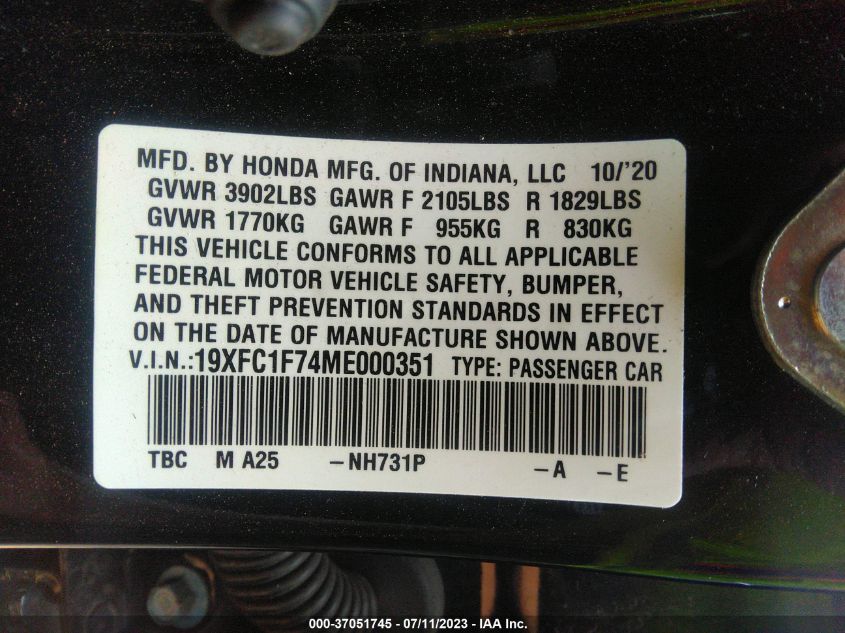 MFD. BY HONDA MFG. OF INDIANA, LLC 10/'20
GVWR 3902LBS GAWR F 2105LBS R 1829LBS
GVWR 1770KG GAWR F 955KG R 830KG
THIS VEHICLE CONFORMS TO ALL APPLICABLE
FEDERAL MOTOR VEHICLE SAFETY, BUMPER,
AND THEFT PREVENTION STANDARDS IN EFFECT
ON THE DATE OF MANUFACTURE SHOWN ABOVE.
V.I.N.:19XFC1F74ME000351 TYPE: PASSENGER CAR
TBC M A25 -NH731P -A -E
000-37051745 - 07/11/2023 - IAA Inc.